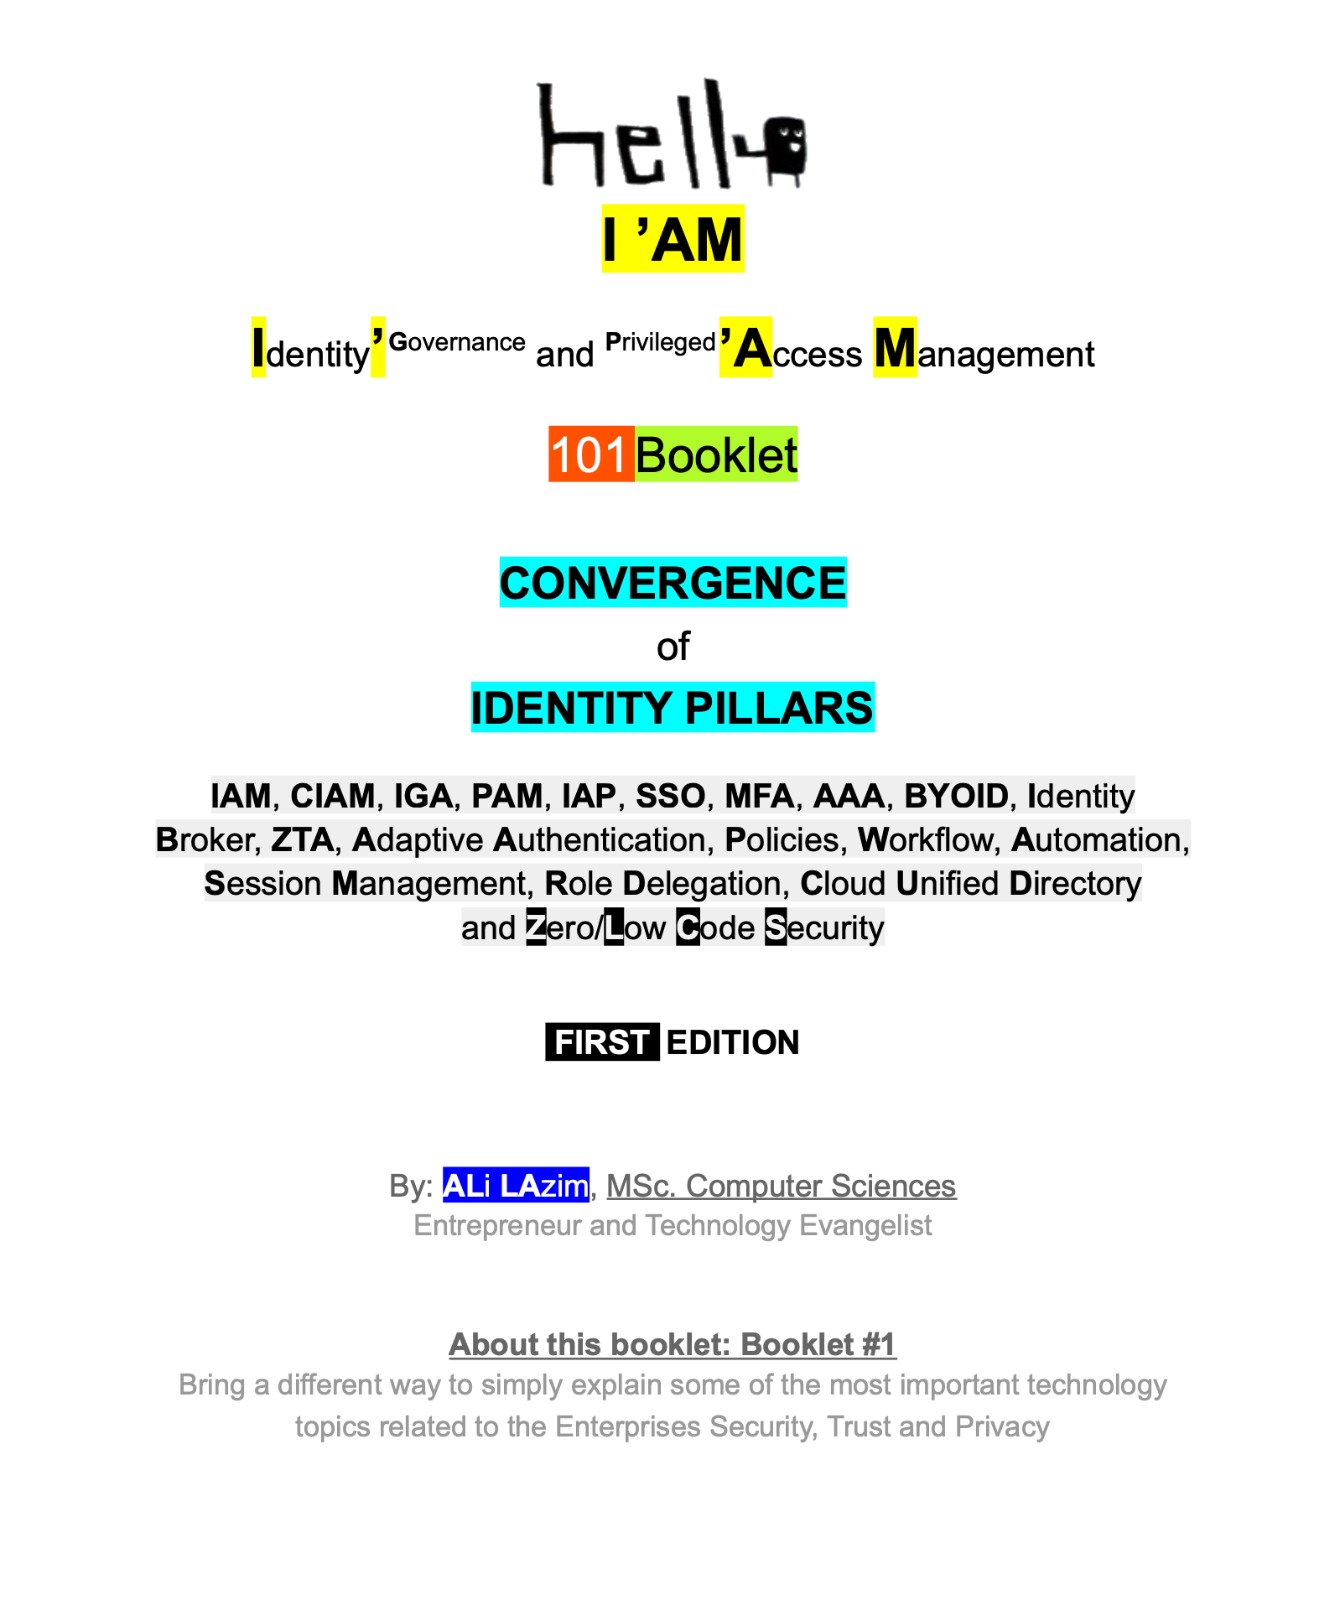 hello
I ’AM
Identity’Governance and Privileged’Access Management
101 Booklet
CONVERGENCE
of
IDENTITY PILLARS
IAM, CIAM, IGA, PAM, IAP, SSO, MFA, AAA, BYOID, Identity
Broker, ZTA, Adaptive Authentication, Policies, Workflow, Automation,
Session Management, Role Delegation, Cloud Unified Directory
and Zero/Low Code Security
FIRST EDITION
By: ALi LAzim, MSc. Computer Sciences
Entrepreneur and Technology Evangelist
About this booklet: Booklet #1
Bring a different way to simply explain some of the most important technology
topics related to the Enterprises Security, Trust and Privacy